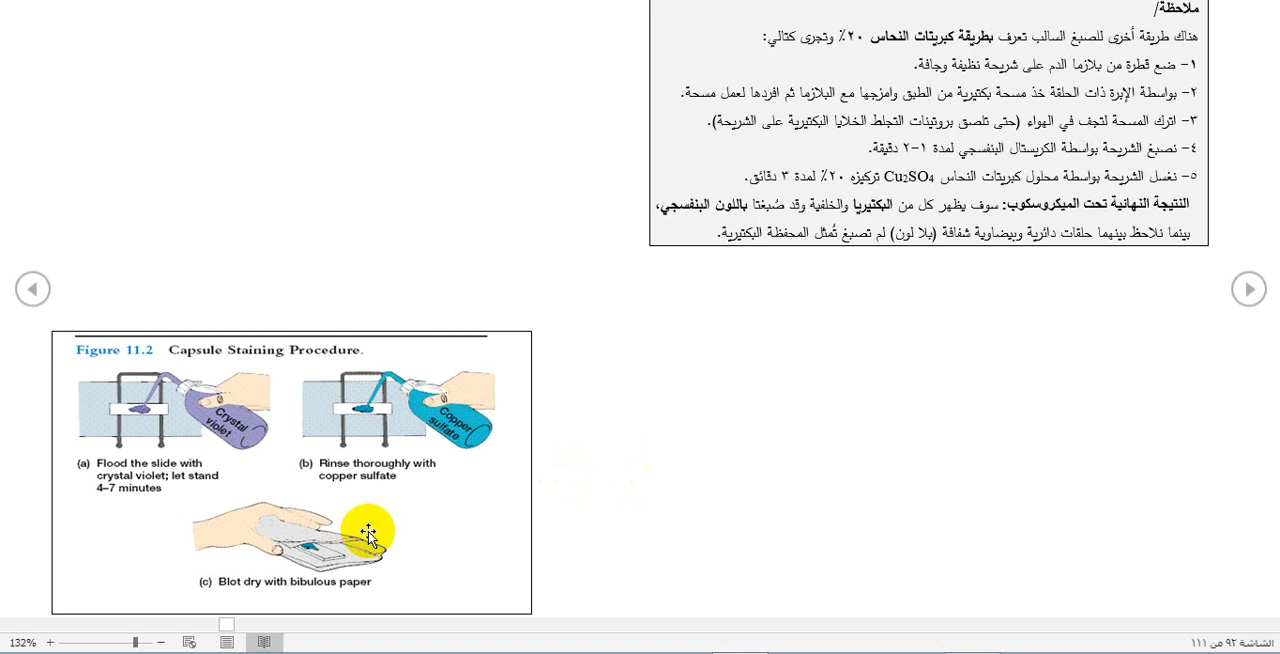 ملاحظة/
هناك طريقة أخرى للصبغ السالب تعرف بطريقة كبريتات النحاس ٢٠٪ وتجرى كتالي:
١- ضع قطرة من بلازما الدم على شريحة نظيفة وجافة.
٢- بواسطة الإبرة ذات الحلقة خذ مسحة بكتيرية من الطبق وامزجها مع البلازما ثم افردها لعمل مسحة.
٣- اترك المسحة لتجف في الهواء (حتى تلصق بروتينات التجلط الخلايا البكتيرية على الشريحة).
٤- نصبغ الشريحة بواسطة الكريستال البنفسجي لمدة ١-٢ دقيقة.
٥- نغسل الشريحة بواسطة محلول كبريتات النحاس Cu₂SO₄ تركيزه ٢٠٪ لمدة ٣ دقائق.
النتيجة النهائية تحت الميكروسكوب: سوف يظهر كل من البكتيريا والخلفية وقد صُبغتا باللون البنفسجي،
بينما نلاحظ بينهما حلقات دائرية وبيضاوية شفافة (بلا لون) لم تصبغ تُمثل المحفظة البكتيرية.
Figure 11.2 Capsule Staining Procedure.
Crystal violet
Copper sulfate
(a) Flood the slide with
crystal violet; let stand
4–7 minutes
(b) Rinse thoroughly with
copper sulfate
(c) Blot dry with bibulous paper
132%
الشاشة ٩٢ من ١١١